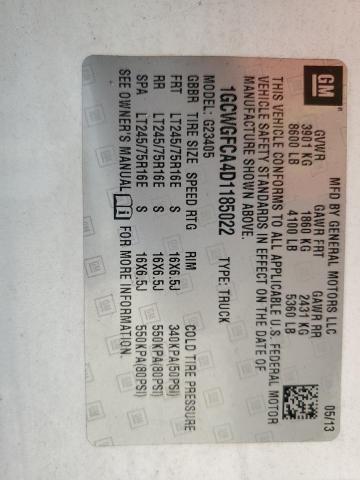 GM
MFD BY GENERAL MOTORS LLC 05/13
GVWR GAWR FRT GAWR RR
3901 KG 1860 KG 2431 KG
8600 LB 4100 LB 5360 LB
THIS VEHICLE CONFORMS TO ALL APPLICABLE U.S. FEDERAL MOTOR
VEHICLE SAFETY STANDARDS IN EFFECT ON THE DATE OF
MANUFACTURE SHOWN ABOVE.
1GCWGFCA4D1185022 TYPE: TRUCK
MODEL: G23405
GBBR TIRE SIZE SPEED RTG RIM COLD TIRE PRESSURE
FRT LT245/75R16E S 16X6.5J 340KPA(50PSI)
RR LT245/75R16E S 16X6.5J 550KPA(80PSI)
SPA LT245/75R16E S 16X6.5J 550KPA(80PSI)
SEE OWNER'S MANUAL i FOR MORE INFORMATION.